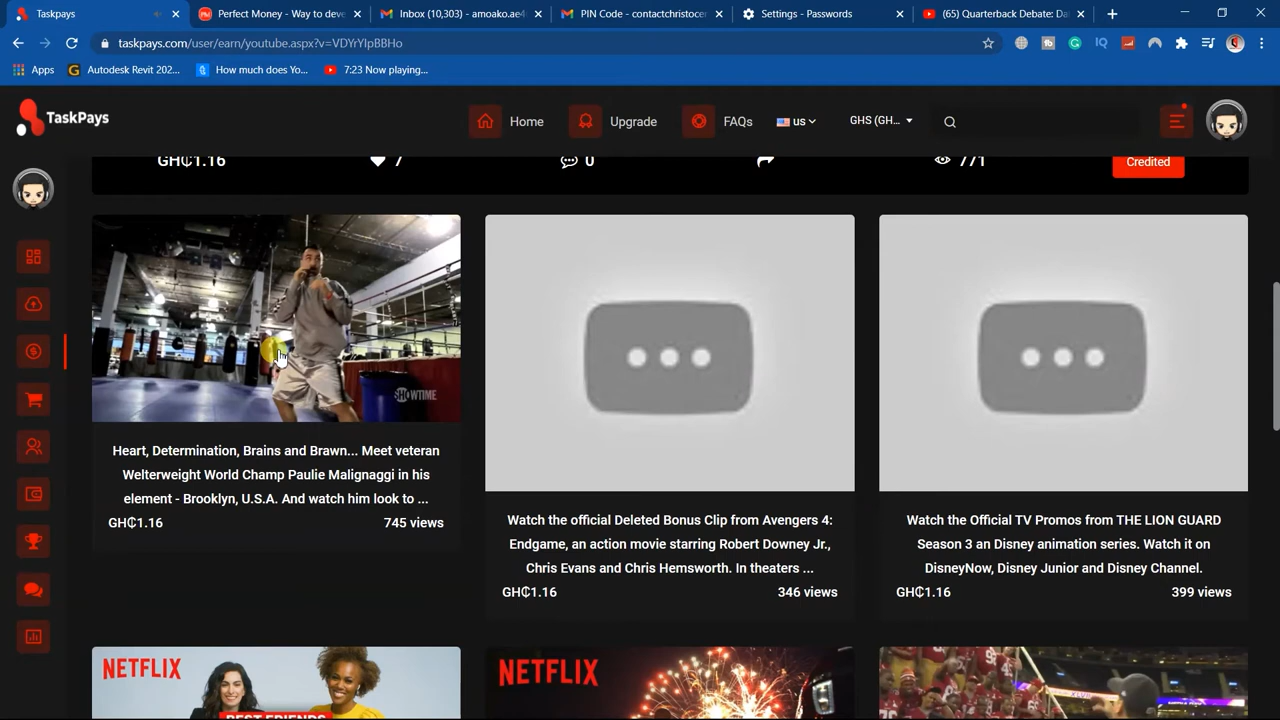 Taskpays
Perfect Money - Way to deve
Inbox (10,303) - amoako.ae4
PIN Code - contactchristocer
Settings - Passwords
(65) Quarterback Debate: Da
taskpays.com/user/earn/youtube.aspx?v=VDYrYIpBBHo
Apps
Autodesk Revit 202...
How much does Yo...
7:23 Now playing...
TaskPays
Home
Upgrade
FAQs
us
GHS (GH...
GH₵1.16
7
0
771
Credited
SHOWTIME
Heart, Determination, Brains and Brawn... Meet veteran
Welterweight World Champ Paulie Malignaggi in his
element - Brooklyn, U.S.A. And watch him look to ...
GH₵1.16
745 views
Watch the official Deleted Bonus Clip from Avengers 4:
Endgame, an action movie starring Robert Downey Jr.,
Chris Evans and Chris Hemsworth. In theaters ...
GH₵1.16
346 views
Watch the Official TV Promos from THE LION GUARD
Season 3 an Disney animation series. Watch it on
DisneyNow, Disney Junior and Disney Channel.
GH₵1.16
399 views
NETFLIX
BEST FRIENDS
NETFLIX